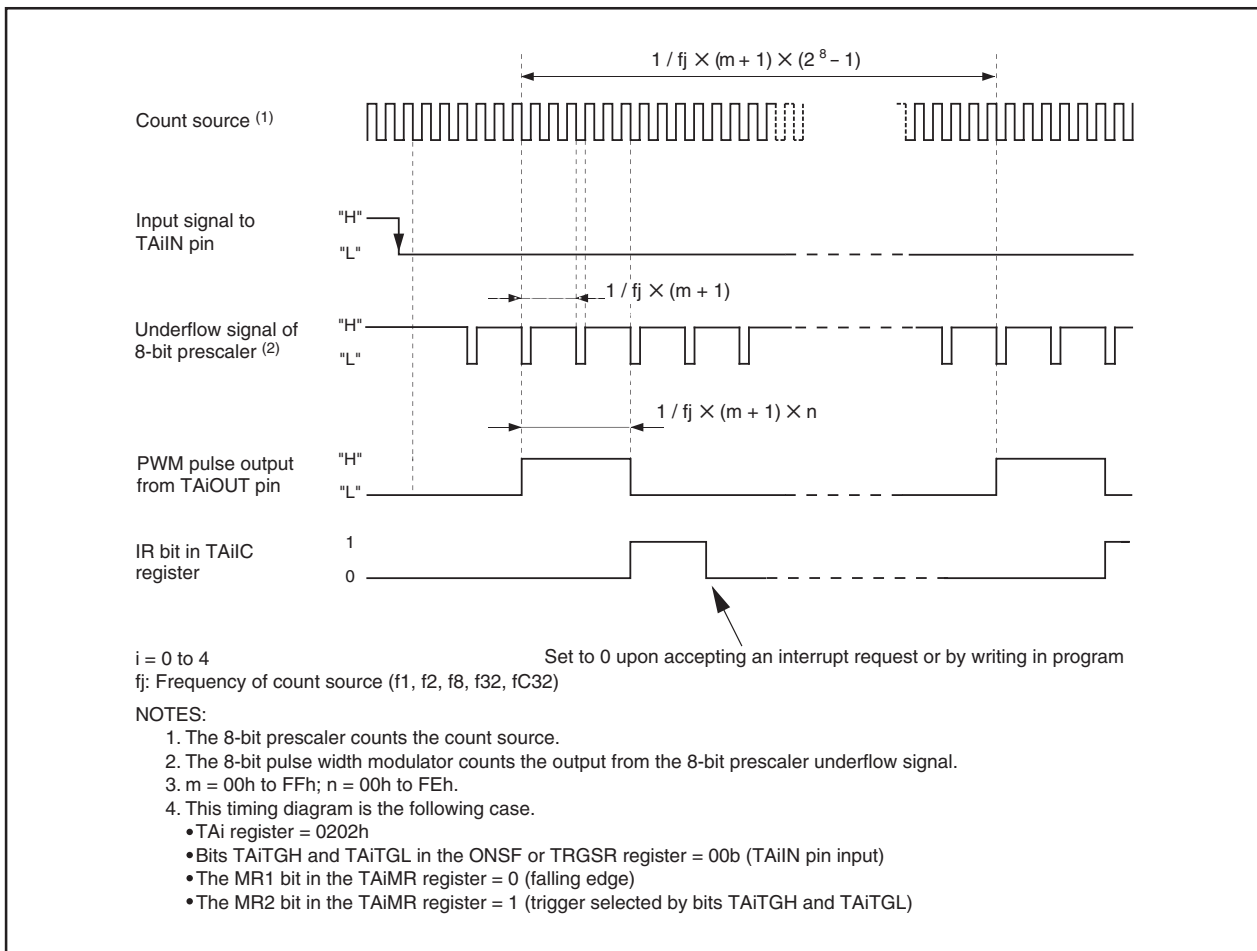 1 / fj × (m + 1) × (2 8 – 1)
Count source (1)
Input signal to
TAiIN pin
"H"
"L"
1 / fj × (m + 1)
Underflow signal of
8-bit prescaler (2)
"H"
"L"
1 / fj × (m + 1) × n
PWM pulse output
from TAiOUT pin
"H"
"L"
IR bit in TAiIC
register
1
0
Set to 0 upon accepting an interrupt request or by writing in program
i = 0 to 4
fj: Frequency of count source (f1, f2, f8, f32, fC32)
NOTES:
1. The 8-bit prescaler counts the count source.
2. The 8-bit pulse width modulator counts the output from the 8-bit prescaler underflow signal.
3. m = 00h to FFh; n = 00h to FEh.
4. This timing diagram is the following case.
•TAi register = 0202h
•Bits TAiTGH and TAiTGL in the ONSF or TRGSR register = 00b (TAiIN pin input)
•The MR1 bit in the TAiMR register = 0 (falling edge)
•The MR2 bit in the TAiMR register = 1 (trigger selected by bits TAiTGH and TAiTGL)